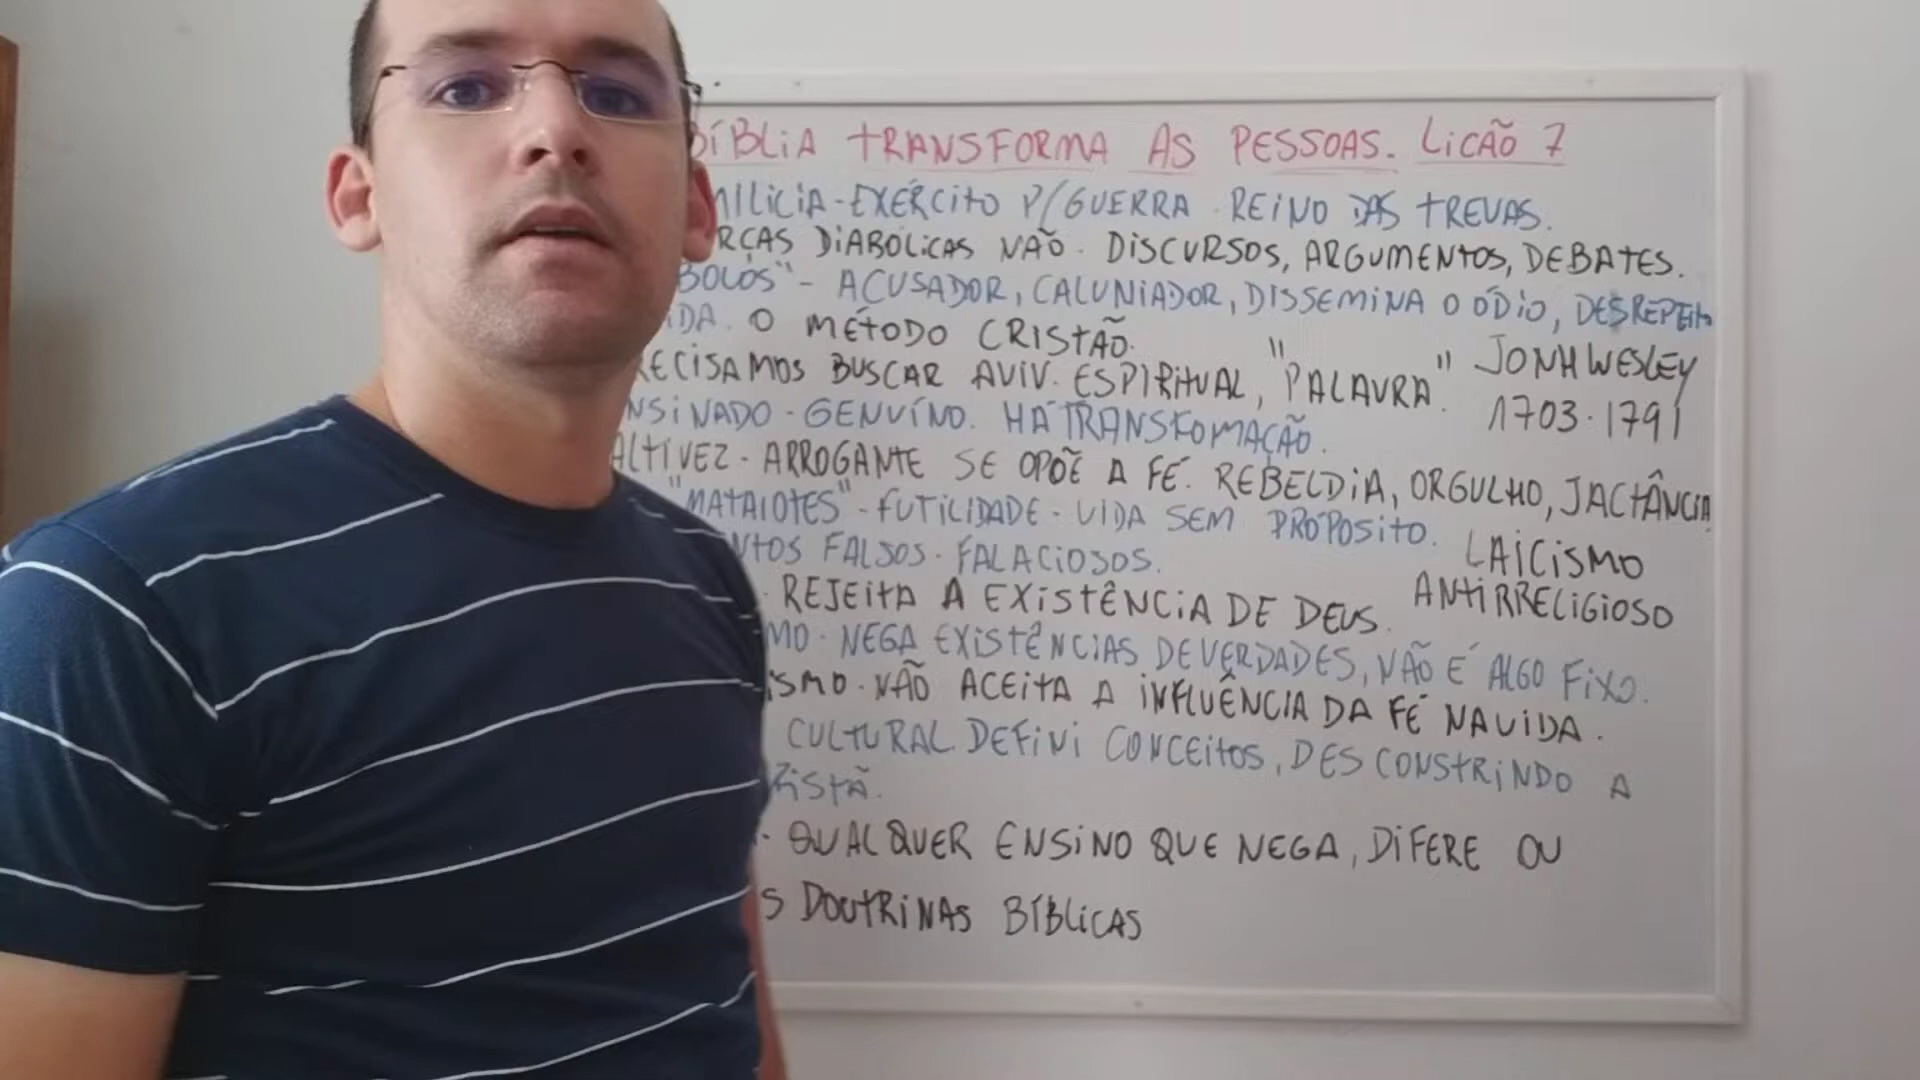 BÍBLIA TRANSFORMA AS PESSOAS. LICÃO 7
MILICIA - EXÉRCITO P/GUERRA - REINO DAS TREVAS.
RÇAS DIABÓLICAS NÃO. DISCURSOS, ARGUMENTOS, DEBATES.
BOLOS" - ACUSADOR, CALUNIADOR, DISSEMINA O ÓDIO, DESREPEITO
IDA. O MÉTODO CRISTÃO.
RECISAMOS BUSCAR AVIV. ESPIRITUAL, "PALAVRA".
" " JONH WESLEY
1703-1791
NSINADO - GENUÍNO. HÁ TRANSFOMAÇÃO.
ALTIVEZ - ARROGANTE SE OPÕE A FÉ. REBELDIA, ORGULHO, JACTÂNCIA
"MATAIOTES" - FUTILIDADE - VIDA SEM PRÓPOSITO.
NTOS FALSOS - FALACIOSOS.
LAICISMO
ANTIRRELIGIOSO
REJEITA A EXISTÊNCIA DE DEUS.
MO - NEGA EXISTÊNCIAS DE VERDADES, NÃO É ALGO FIXO.
ISMO - NÃO ACEITA A INFLUÊNCIA DA FÉ NA VIDA.
CULTURAL. DEFINI CONCEITOS, DESCONSTRINDO A
RISTÃ.
- QUALQUER ENSINO QUE NEGA, DIFERE OU
S DOUTRINAS BÍBLICAS